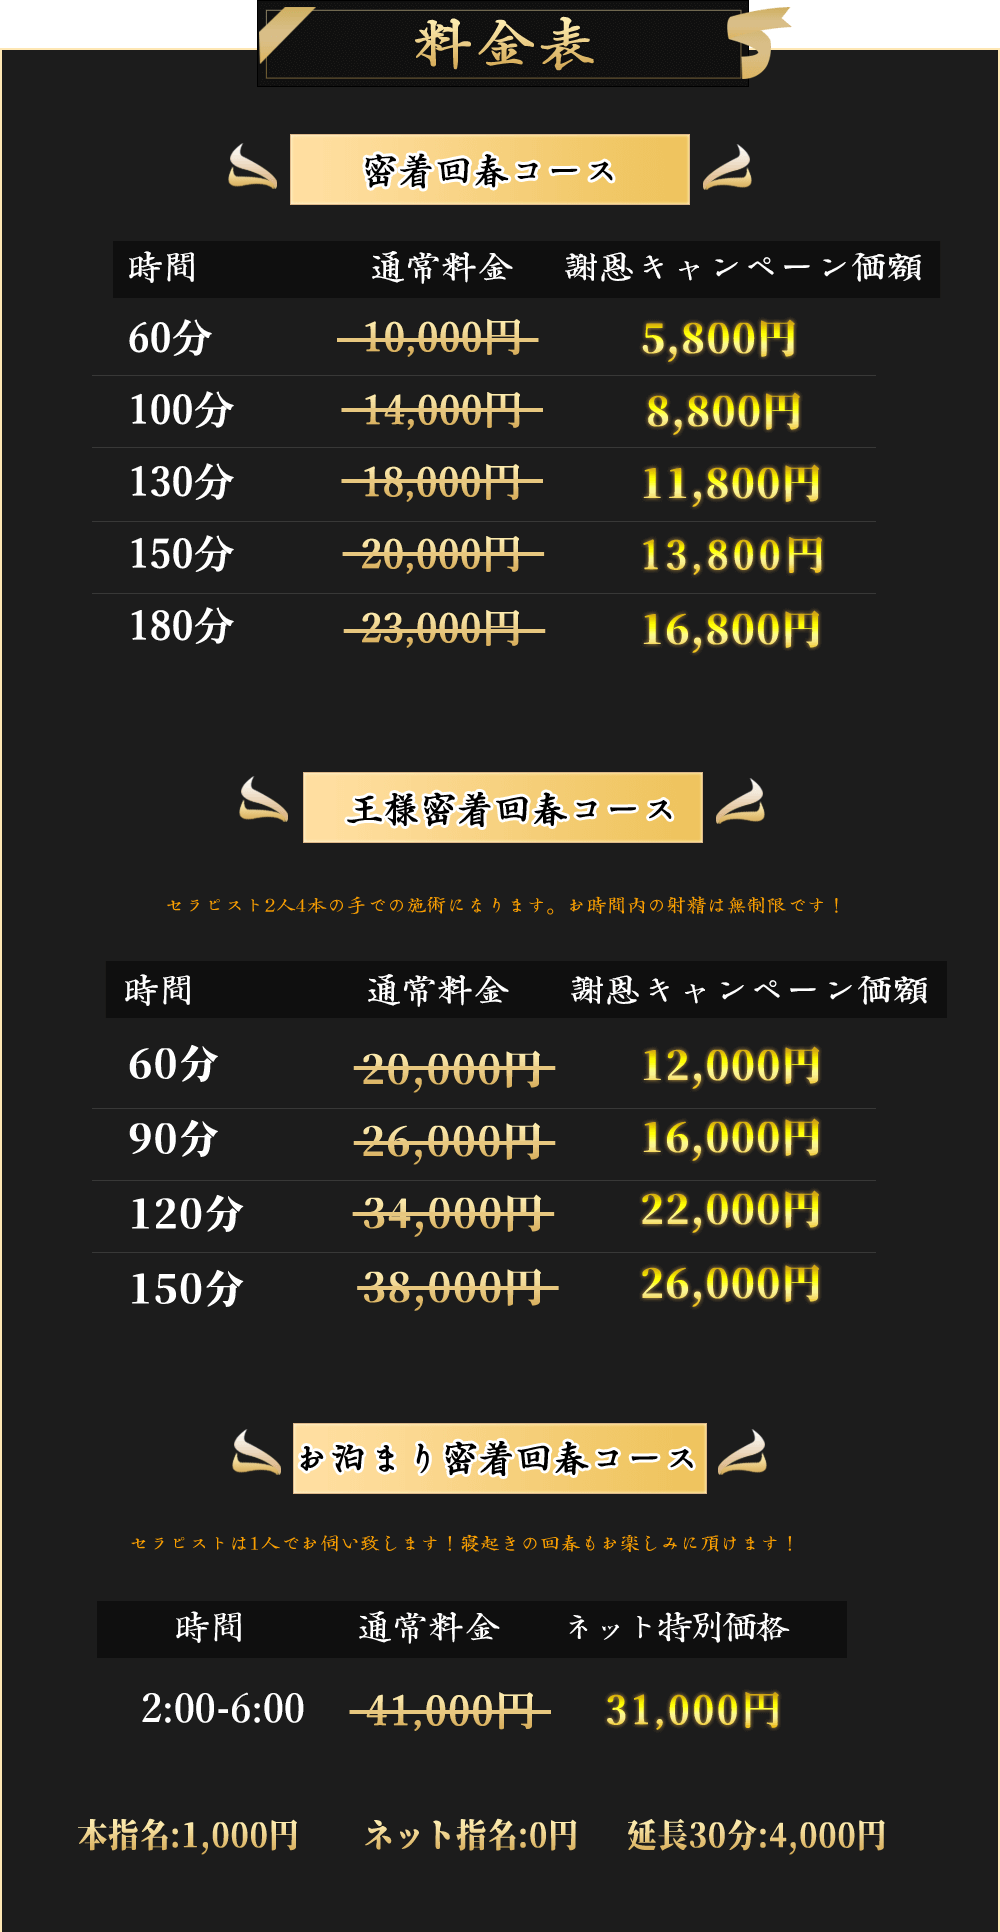 料金表
密着回春コース
時間 通常料金 謝恩キャンペーン価額
60分 10,000円 5,800円
100分 14,000円 8,800円
130分 18,000円 11,800円
150分 20,000円 13,800円
180分 23,000円 16,800円
王様密着回春コース
セラピスト2人4本の手での施術になります。お時間内の射精は無制限です！
時間 通常料金 謝恩キャンペーン価額
60分 20,000円 12,000円
90分 26,000円 16,000円
120分 34,000円 22,000円
150分 38,000円 26,000円
お泊まり密着回春コース
セラピストは1人でお伺い致します！寝起きの回春もお楽しみに頂けます！
時間 通常料金 ネット特別価格
2:00-6:00 41,000円 31,000円
本指名:1,000円 ネット指名:0円 延長30分:4,000円